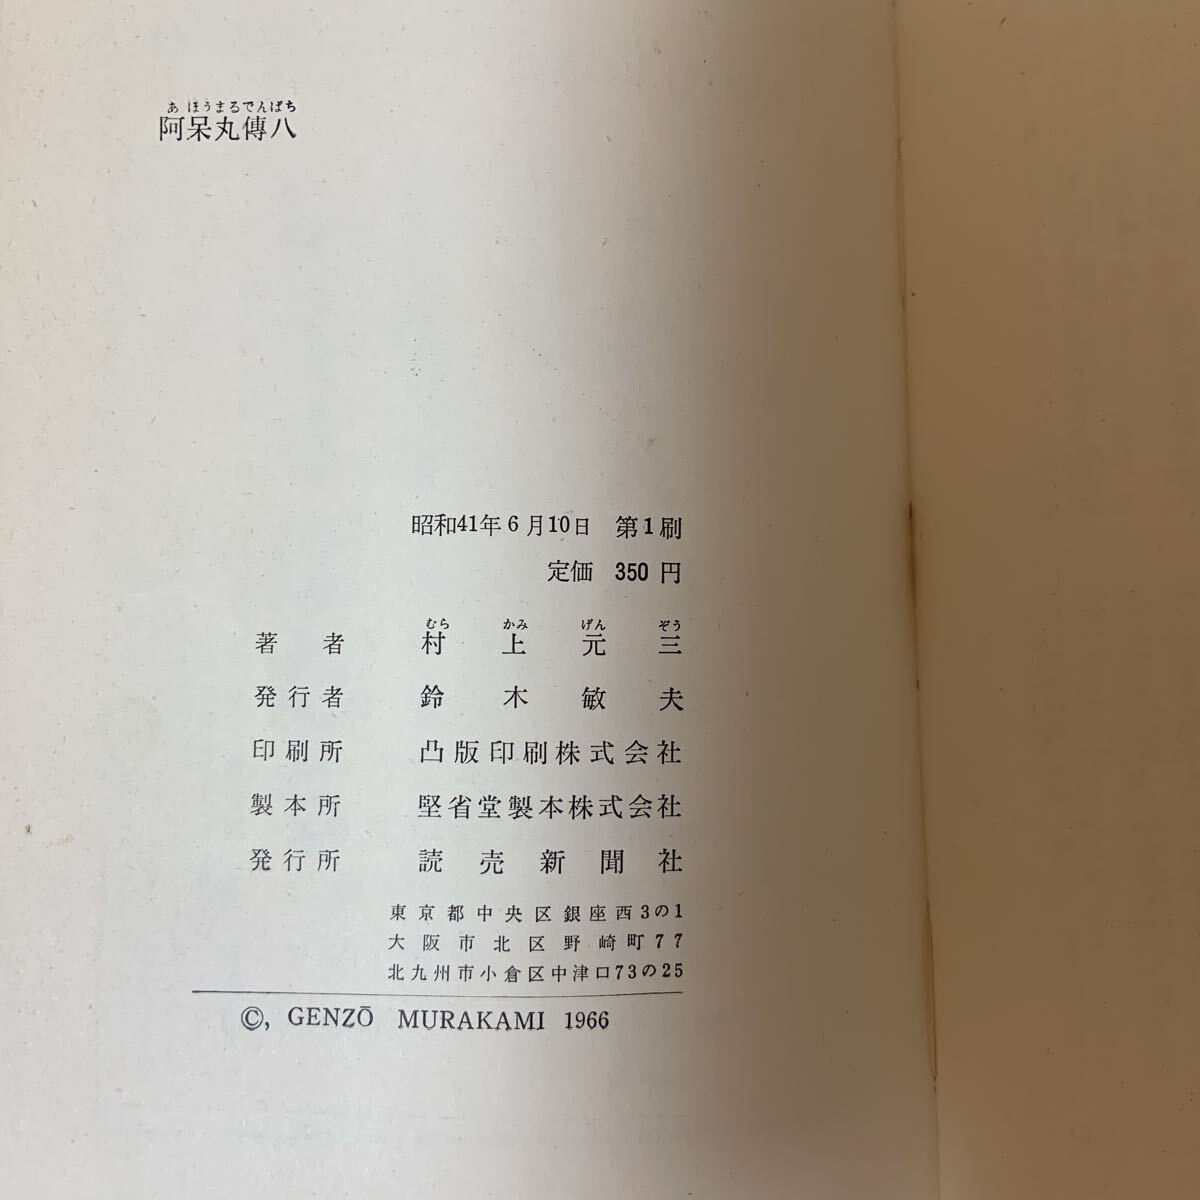 あほうまるでんぱち
阿呆丸傳八
昭和41年6月10日 第1刷
定価 350円
むらかみげんぞう
著者 村上元三
発行者 鈴木敏夫
印刷所 凸版印刷株式会社
製本所 堅省堂製本株式会社
発行所 読売新聞社
東京都中央区銀座西3の1
大阪市北区野崎町77
北九州市小倉区中津口73の25
©, GENZŌ MURAKAMI 1966